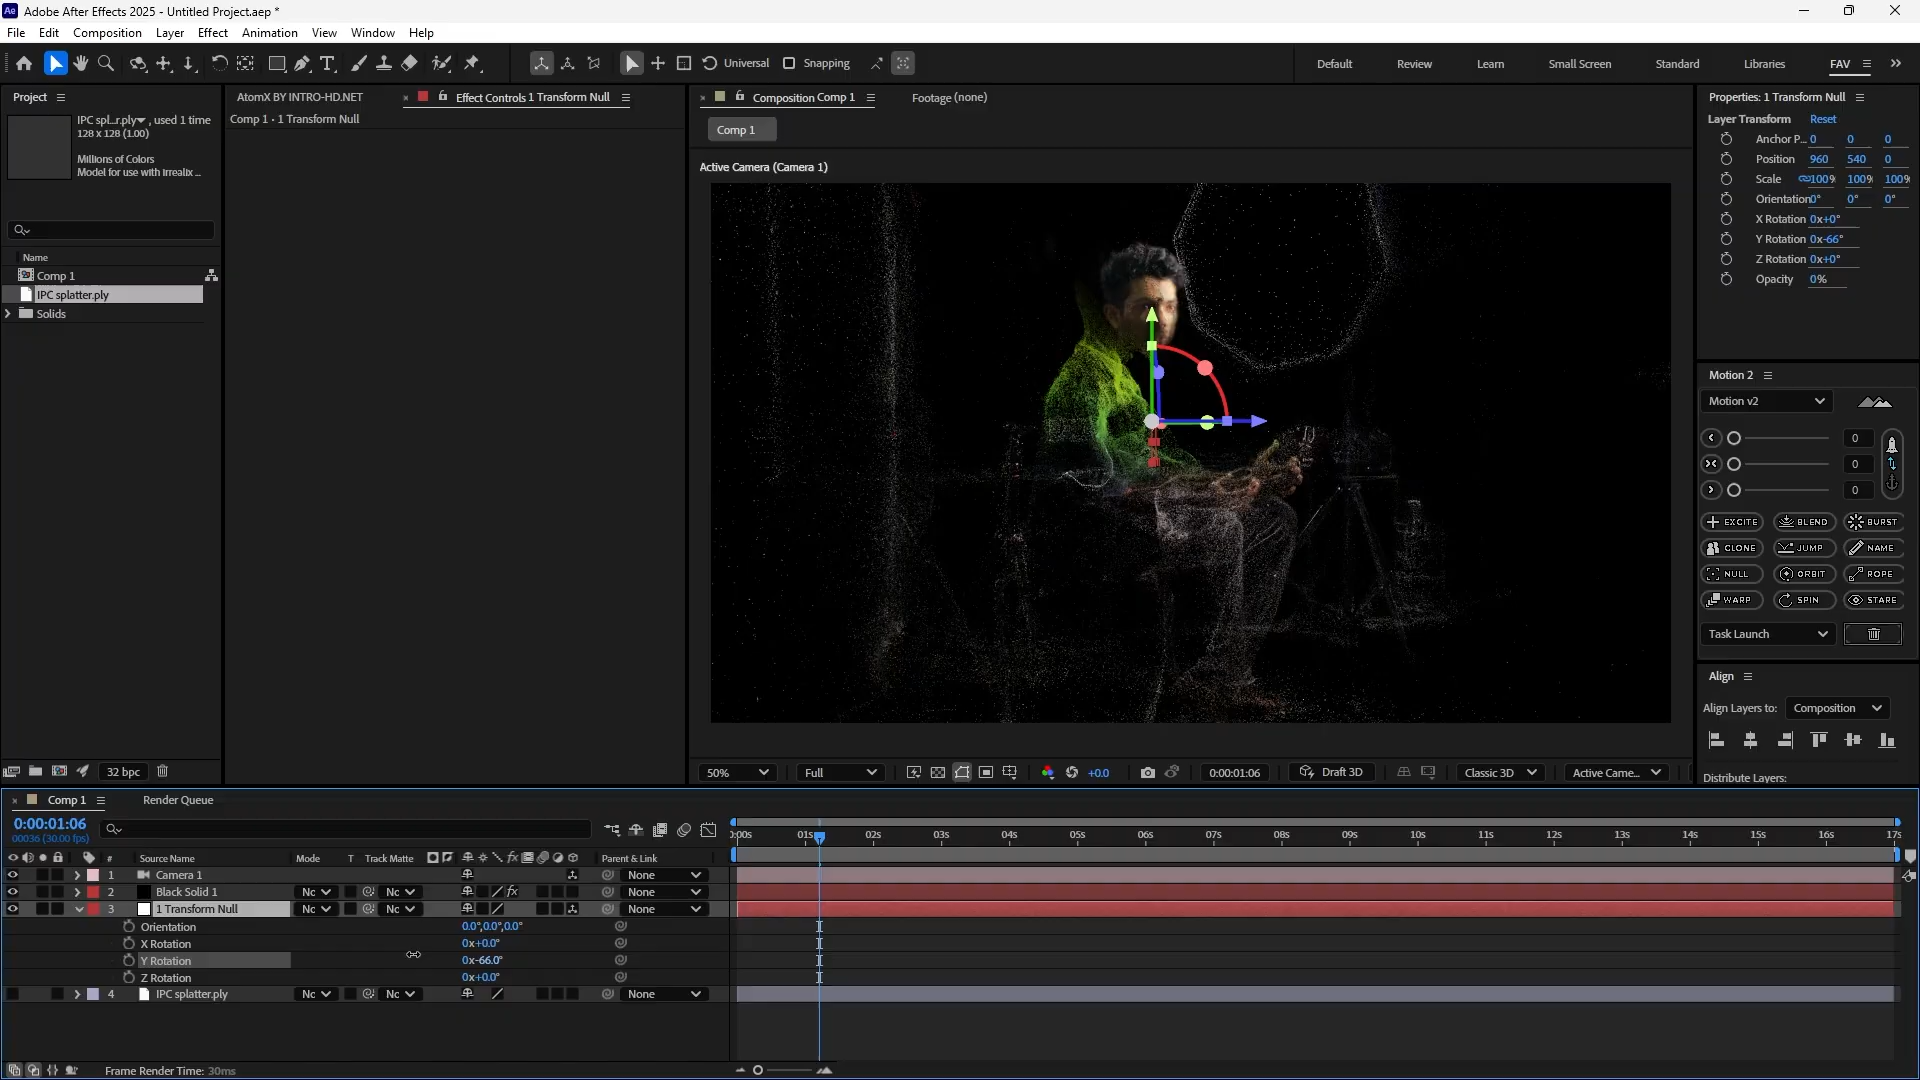 Adobe After Effects 2025 - Untitled Project.aep *
File Edit Composition Layer Effect Animation View Window Help
Universal Snapping Default Review Learn Small Screen Standard Libraries FAV
Project
IPC spl...r.ply , used 1 time
128 x 128 (1.00)
Millions of Colors
Model for use with Irrealix ...
Name
Comp 1
IPC splatter.ply
Solids
32 bpc
AtomX BY INTRO-HD.NET
Effect Controls 1 Transform Null
Comp 1 • 1 Transform Null
Composition Comp 1
Footage (none)
Comp 1
Active Camera (Camera 1)
50% Full +0.0 0:00:01:06 Draft 3D Classic 3D Active Came...
Properties: 1 Transform Null
Layer Transform Reset
Anchor P... 0 0 0
Position 960 540 0
Scale 100% 100% 100%
Orientation 0° 0° 0°
X Rotation 0x+0°
Y Rotation 0x-66°
Z Rotation 0x+0°
Opacity 0%
Motion 2
Motion v2
0
0
0
EXCITE BLEND BURST
CLONE JUMP NAME
NULL ORBIT ROPE
WARP SPIN STARE
Task Launch
Align
Align Layers to: Composition
Distribute Layers:
Comp 1 Render Queue
0:00:01:06
00036 (30.00 fps)
:00s 01s 02s 03s 04s 05s 06s 07s 08s 09s 10s 11s 12s 13s 14s 15s 16s 17s
# Source Name Mode T Track Matte Parent & Link
1 Camera 1 None
2 Black Solid 1 Nc Nc None
3 1 Transform Null Nc Nc None
Orientation 0.0°,0.0°,0.0°
X Rotation 0x+0.0°
Y Rotation 0x-66.0°
Z Rotation 0x+0.0°
4 IPC splatter.ply Nc Nc None
Frame Render Time: 30ms